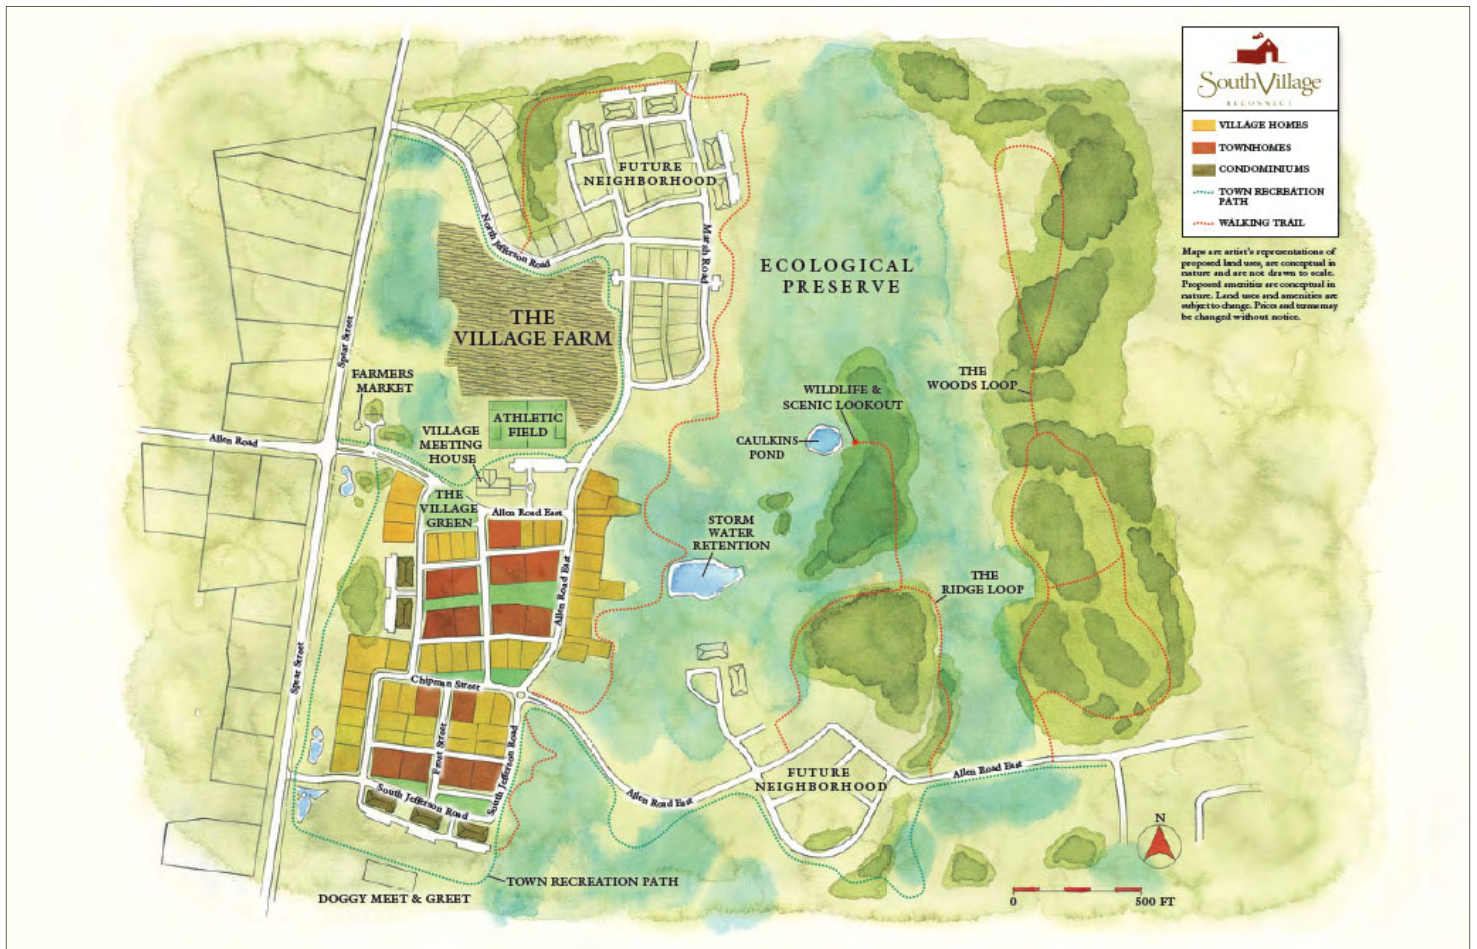 SouthVillage
RECONNECT
VILLAGE HOMES
TOWNHOMES
CONDOMINIUMS
TOWN RECREATION
PATH
WALKING TRAIL
Maps are artist's representations of
proposed land uses, are conceptual in
nature and are not drawn to scale.
Proposed amenities are conceptual in
nature. Land uses and amenities are
subject to change. Prices and terms may
be changed without notice.
FUTURE
NEIGHBORHOOD
North Jefferson Road
Marsh Road
ECOLOGICAL
PRESERVE
THE
VILLAGE FARM
Spear Street
FARMERS
MARKET
THE
WOODS LOOP
WILDLIFE &
SCENIC LOOKOUT
ATHLETIC
FIELD
Allen Road
VILLAGE
MEETING
HOUSE
CAULKINS
POND
THE
VILLAGE
GREEN
Allen Road East
STORM
WATER
RETENTION
Allen Road East
THE
RIDGE LOOP
Spear Street
Chipman Street
Frost Street
South Jefferson Road
South Jefferson Road
Allen Road East
FUTURE
NEIGHBORHOOD
Allen Road East
N
0 500 FT
TOWN RECREATION PATH
DOGGY MEET & GREET